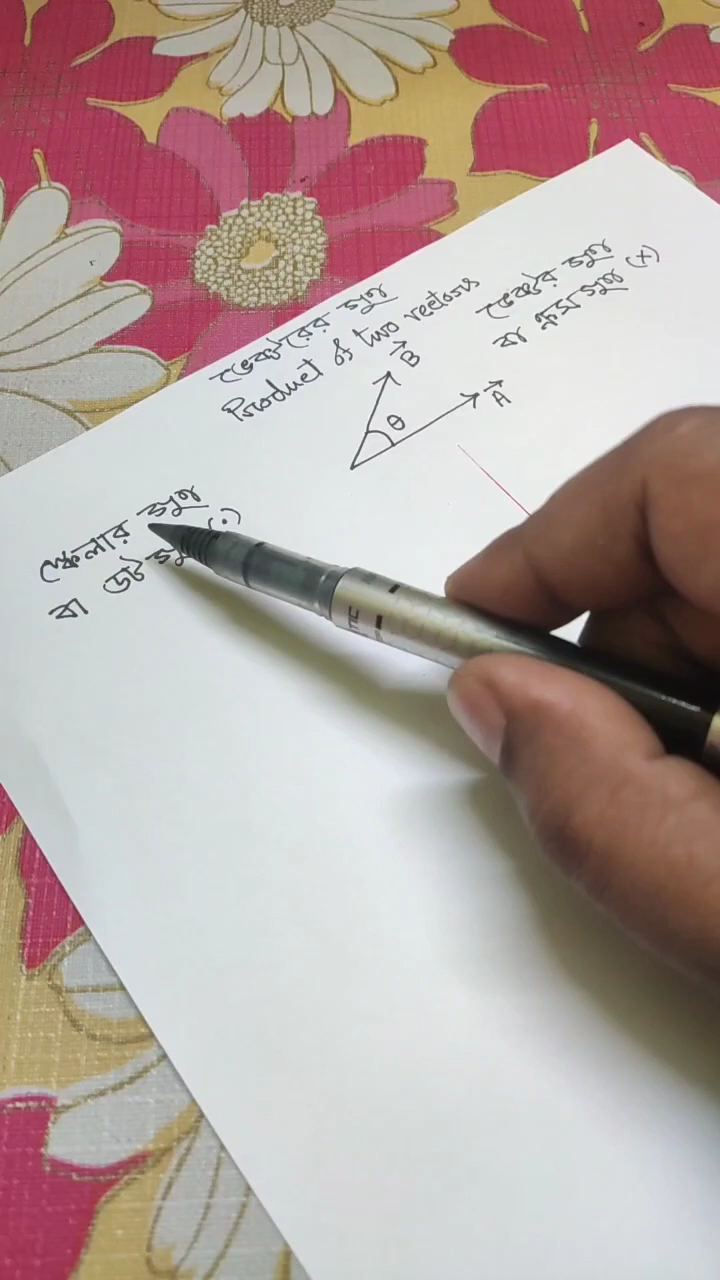 ভেক্টরের গুণ
Product of two vectors
ভেক্টর গুণ
বা ক্রস গুণ (×)
B
θ
A
স্কেলার গুণ
বা ডট গুণ (·)